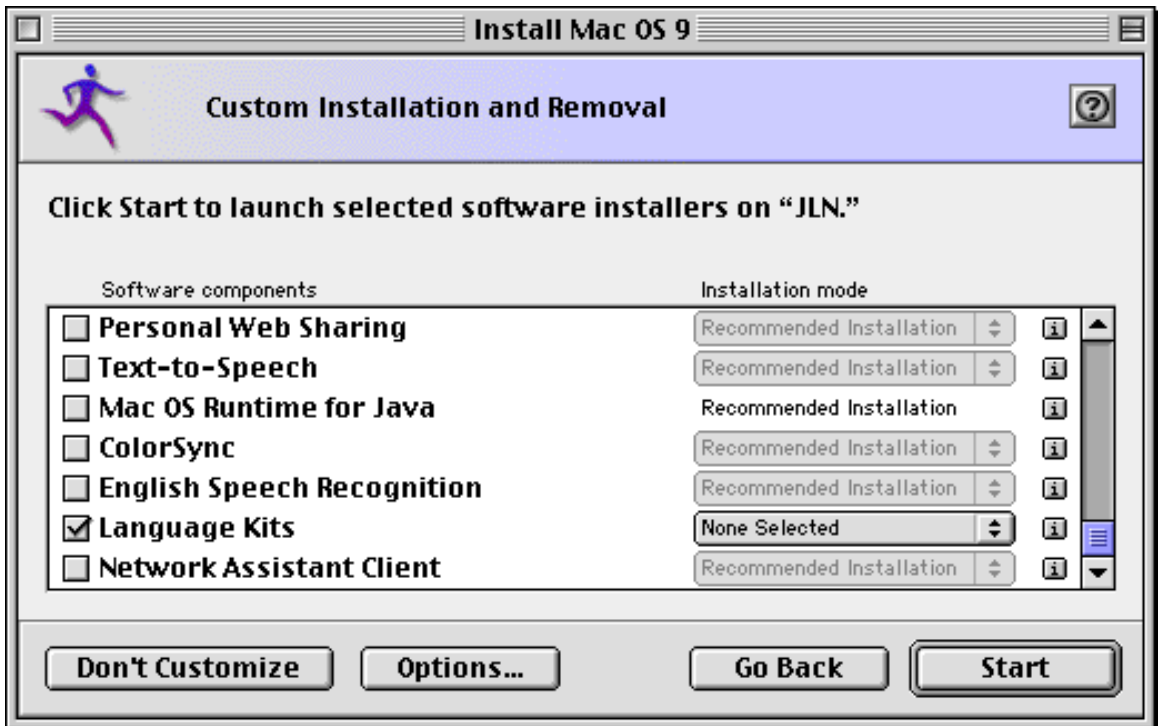 Install Mac OS 9
Custom Installation and Removal
Click Start to launch selected software installers on “JLN.”
Software components Installation mode
Personal Web Sharing Recommended Installation
Text-to-Speech Recommended Installation
Mac OS Runtime for Java Recommended Installation
ColorSync Recommended Installation
English Speech Recognition Recommended Installation
Language Kits None Selected
Network Assistant Client Recommended Installation
Don't Customize Options... Go Back Start